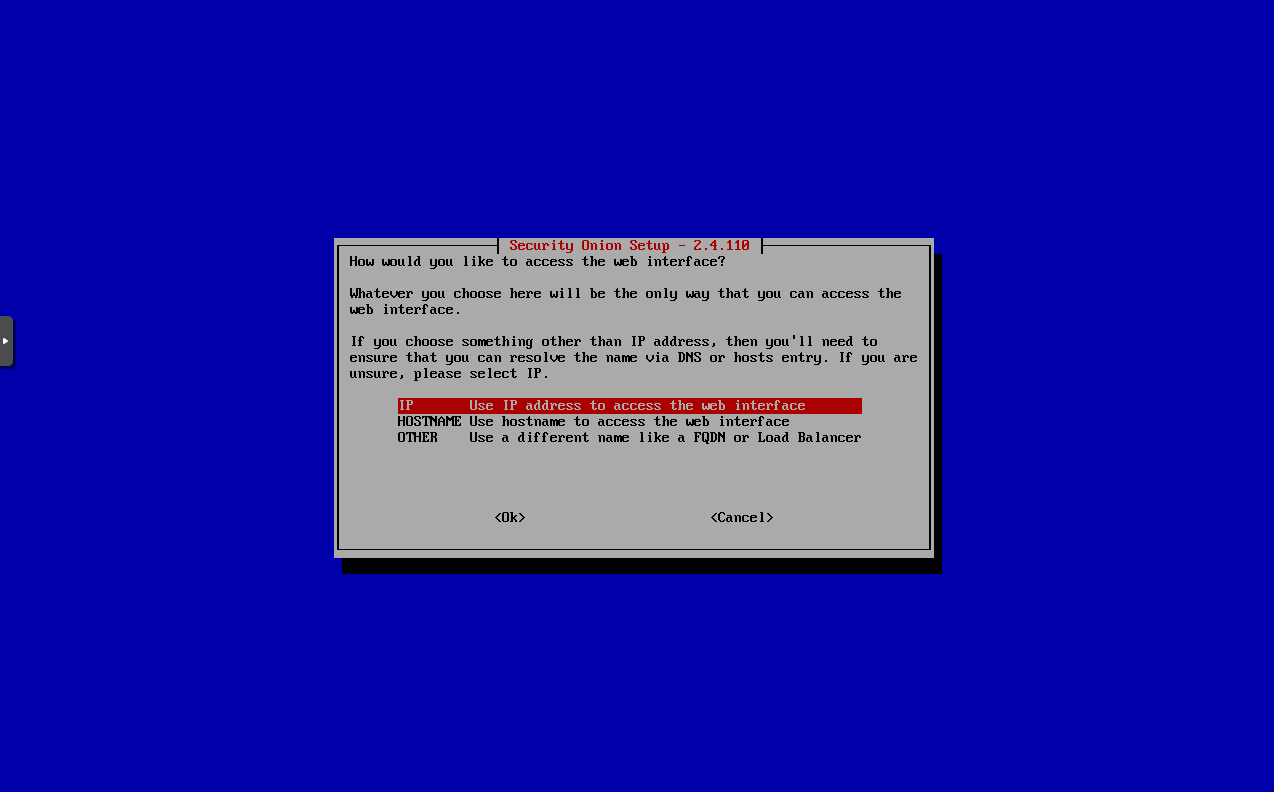 Security Onion Setup - 2.4.110
How would you like to access the web interface?
Whatever you choose here will be the only way that you can access the
web interface.
If you choose something other than IP address, then you'll need to
ensure that you can resolve the name via DNS or hosts entry. If you are
unsure, please select IP.
IP Use IP address to access the web interface
HOSTNAME Use hostname to access the web interface
OTHER Use a different name like a FQDN or Load Balancer
<Ok> <Cancel>